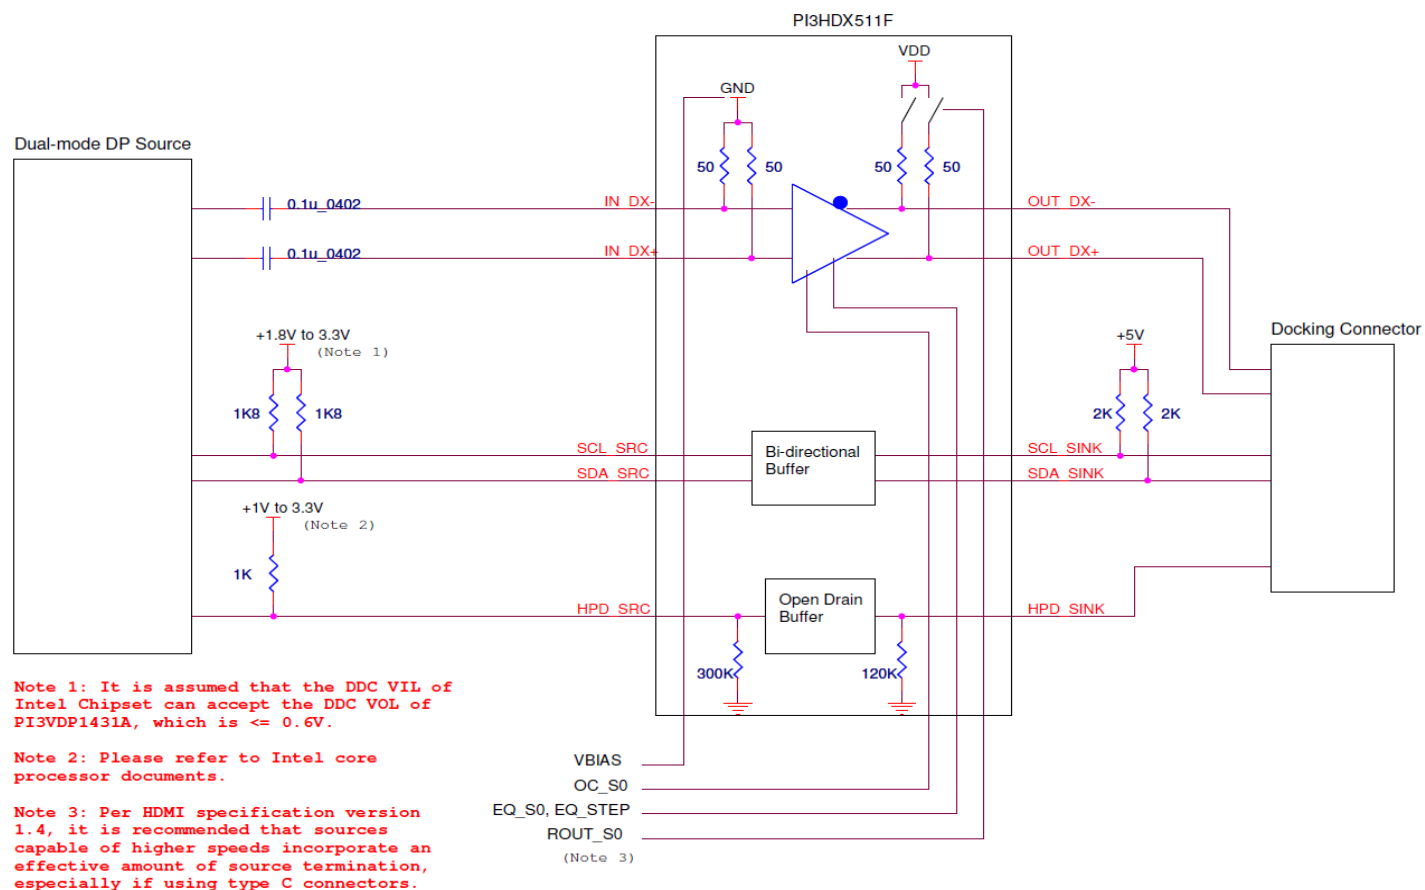 PI3HDX511F
VDD
GND
Dual-mode DP Source
50
50
50
50
0.1u_0402
IN_DX-
OUT_DX-
0.1u_0402
IN_DX+
OUT_DX+
+1.8V to 3.3V
(Note 1)
+5V
Docking Connector
1K8
1K8
2K
2K
SCL_SRC
Bi-directional
Buffer
SCL_SINK
SDA_SRC
SDA_SINK
+1V to 3.3V
(Note 2)
1K
HPD_SRC
Open Drain
Buffer
HPD_SINK
300K
120K
Note 1: It is assumed that the DDC VIL of
Intel Chipset can accept the DDC VOL of
PI3VDP1431A, which is <= 0.6V.
Note 2: Please refer to Intel core
processor documents.
Note 3: Per HDMI specification version
1.4, it is recommended that sources
capable of higher speeds incorporate an
effective amount of source termination,
especially if using type C connectors.
VBIAS
OC_S0
EQ_S0, EQ_STEP
ROUT_S0
(Note 3)